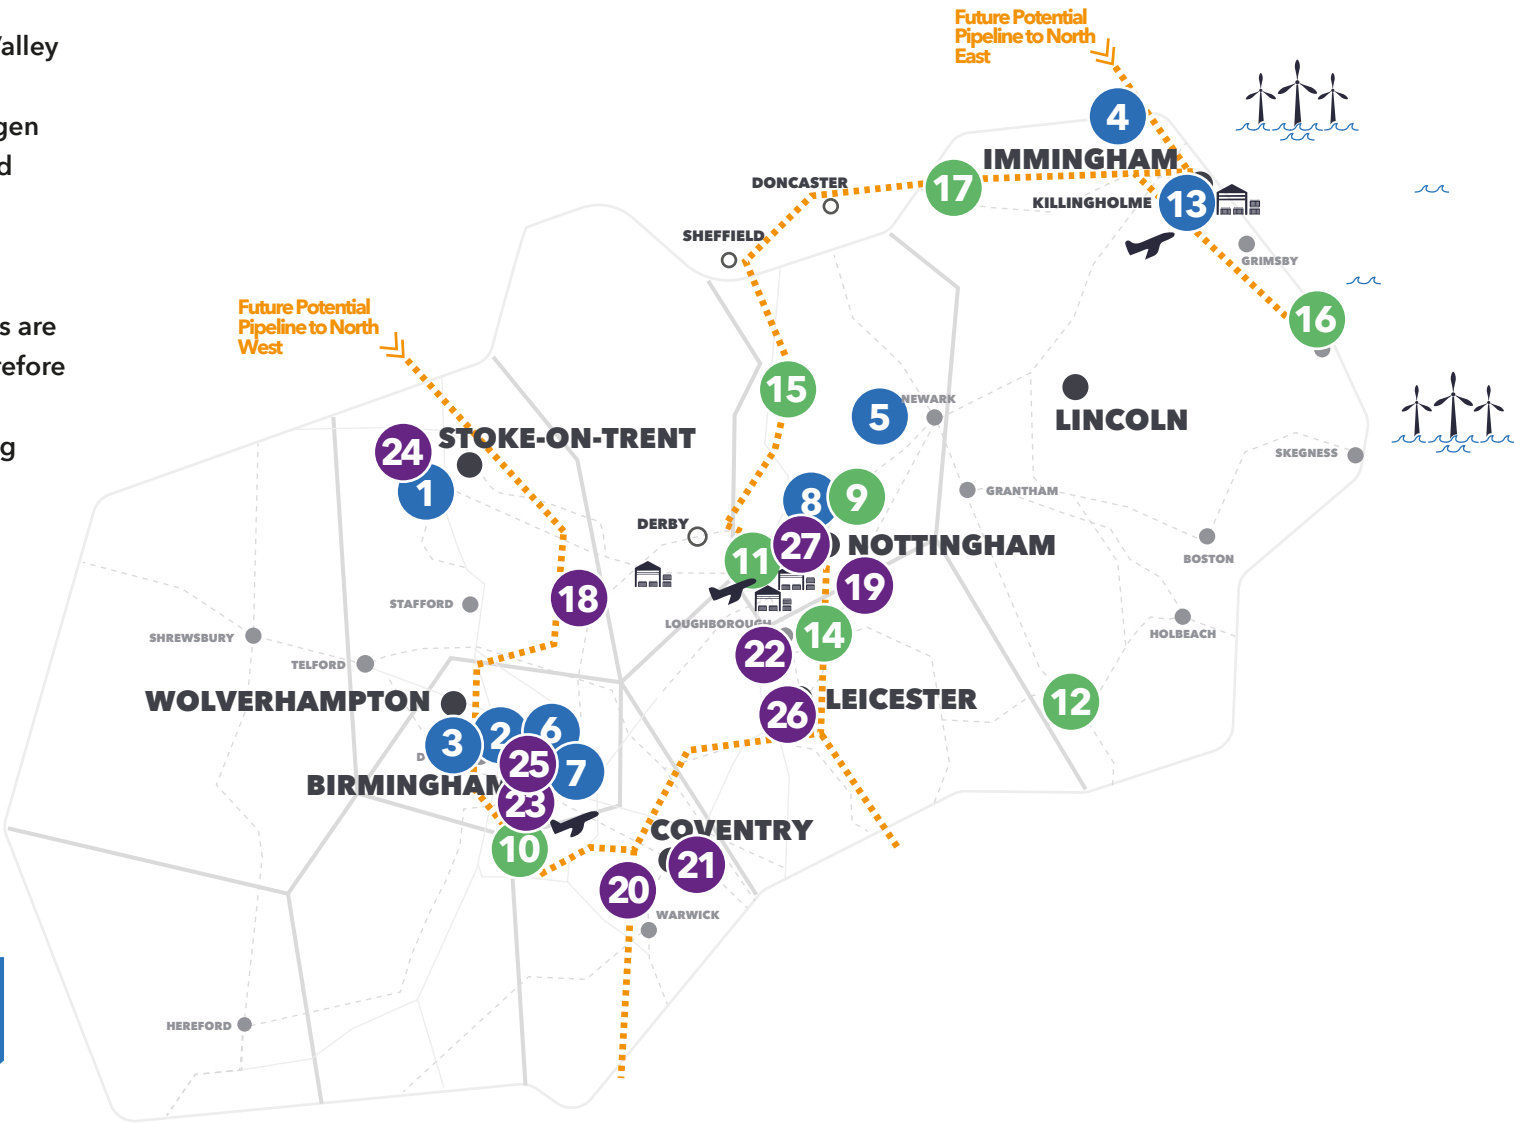 alley
gen
d
s are
refore
g
Future Potential
Pipeline to North
East
4
IMMINGHAM
DONCASTER
17
KILLINGHOLME
13
SHEFFIELD
GRIMSBY
Future Potential
Pipeline to North
West
16
15
5
NEWARK
LINCOLN
24
STOKE-ON-TRENT
1
SKEGNESS
8
9
GRANTHAM
DERBY
27
NOTTINGHAM
11
BOSTON
18
19
STAFFORD
LOUGHBOROUGH
14
HOLBEACH
SHREWSBURY
22
TELFORD
WOLVERHAMPTON
26
LEICESTER
12
3
2
6
D
25
7
BIRMINGHAM
23
10
COVENTRY
21
20
WARWICK
HEREFORD